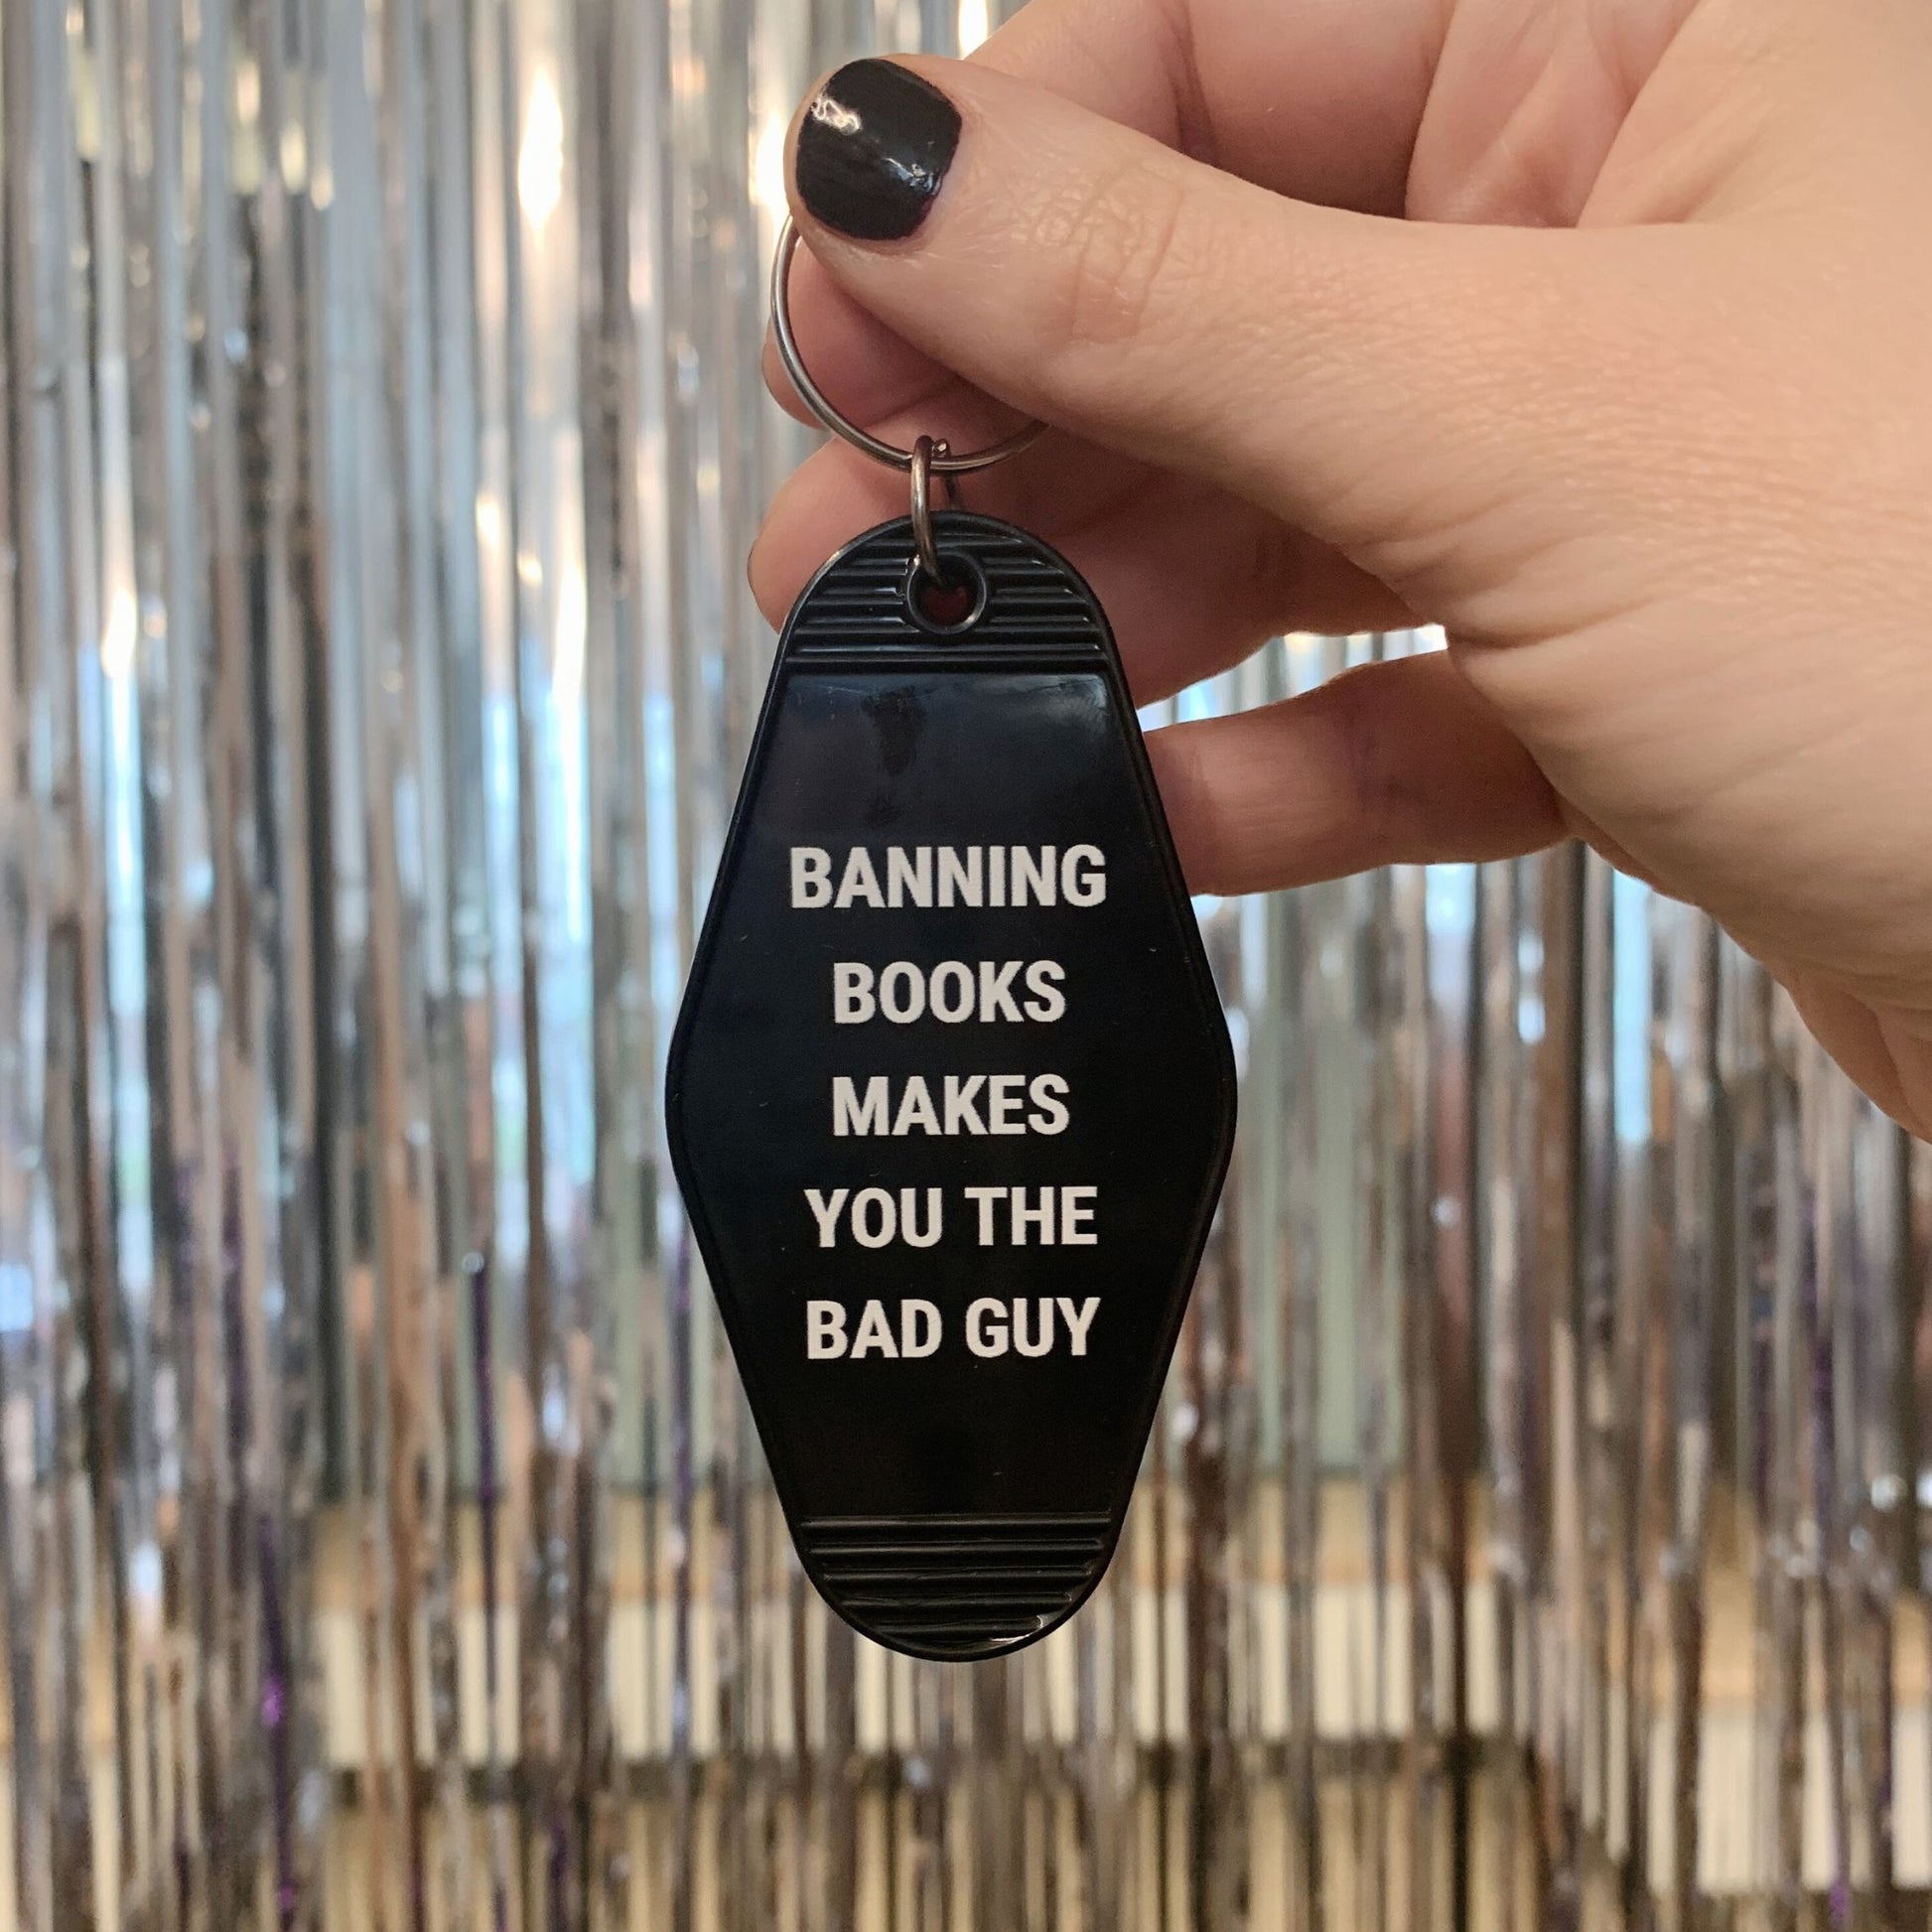 BANNING
BOOKS
MAKES
YOU THE
BAD GUY